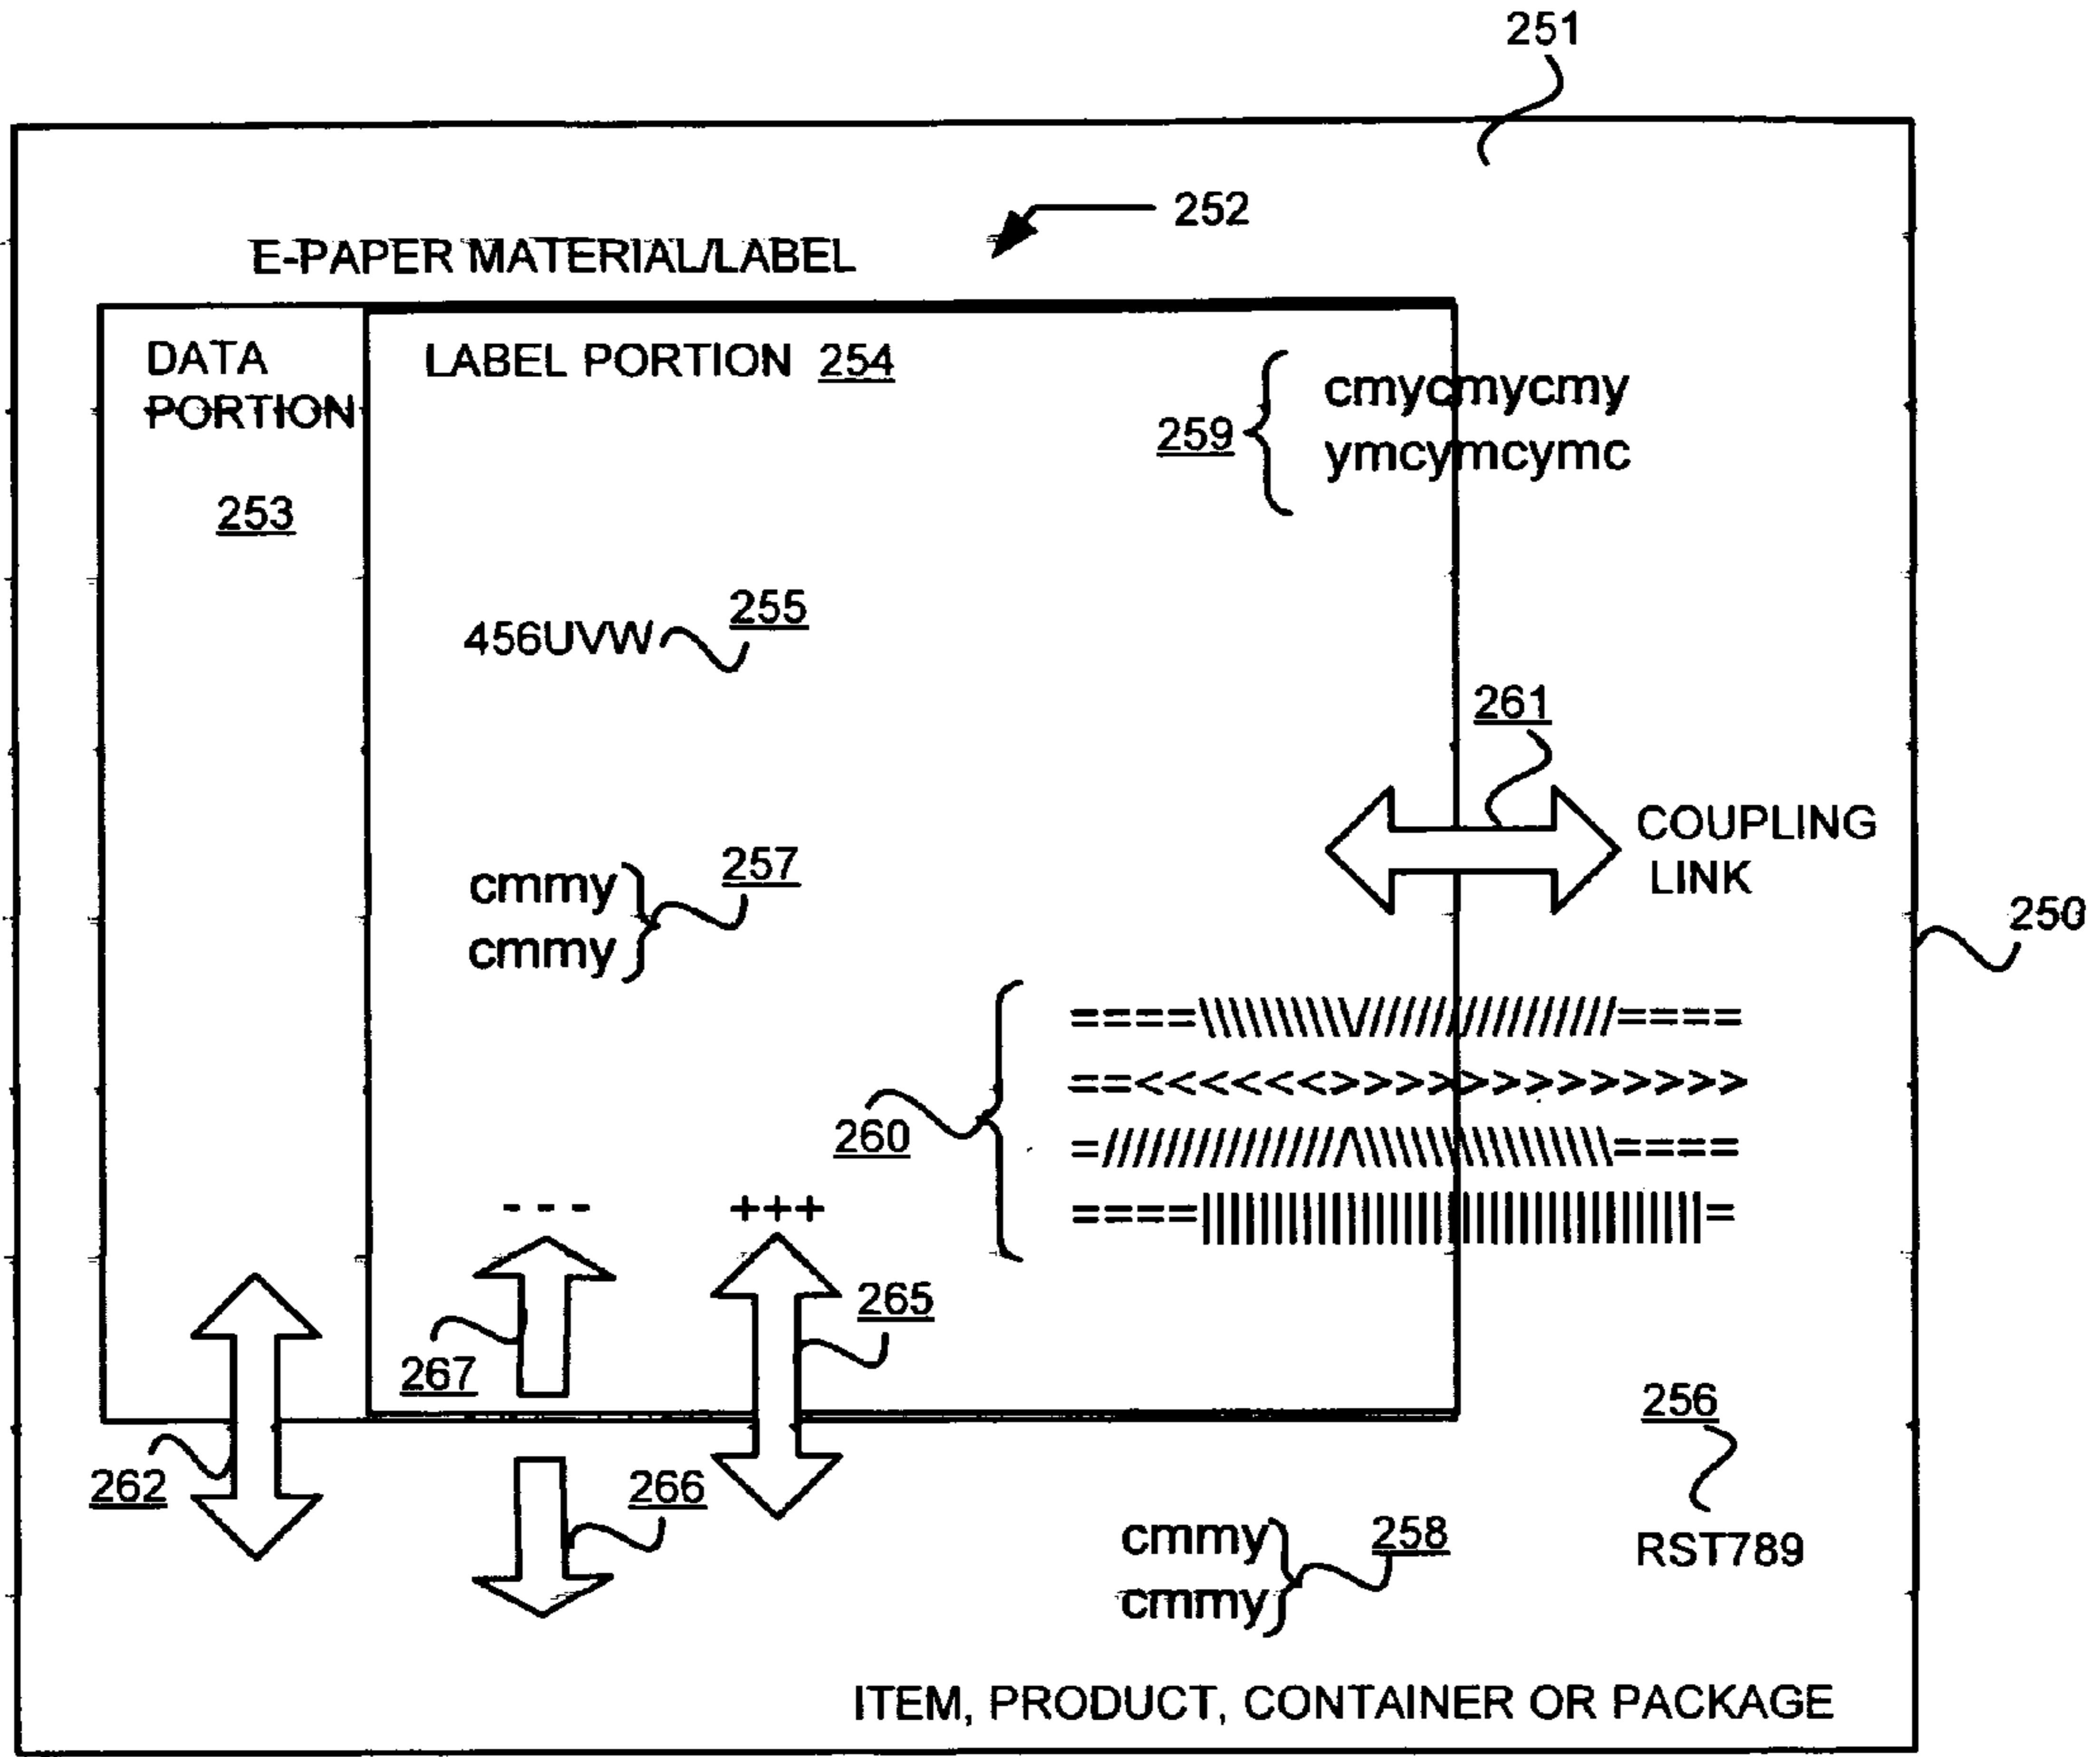 251
252
E-PAPER MATERIAL/LABEL
DATA
PORTION
253
LABEL PORTION 254
259
cmycmycmy
ymcymcymc
456UVW
255
261
COUPLING
LINK
257
cmmy
cmmy
250
260
====\\\\\\\\\\////////////////====
==<<<<<<>>>>>>>>>>>>>
=////////////////\\\\\\\\\\\\\\\\\====
====||||||||||||||||||||||||||||||||||=
- - -
+++
267
265
262
266
256
RST789
cmmy
cmmy
258
ITEM, PRODUCT, CONTAINER OR PACKAGE